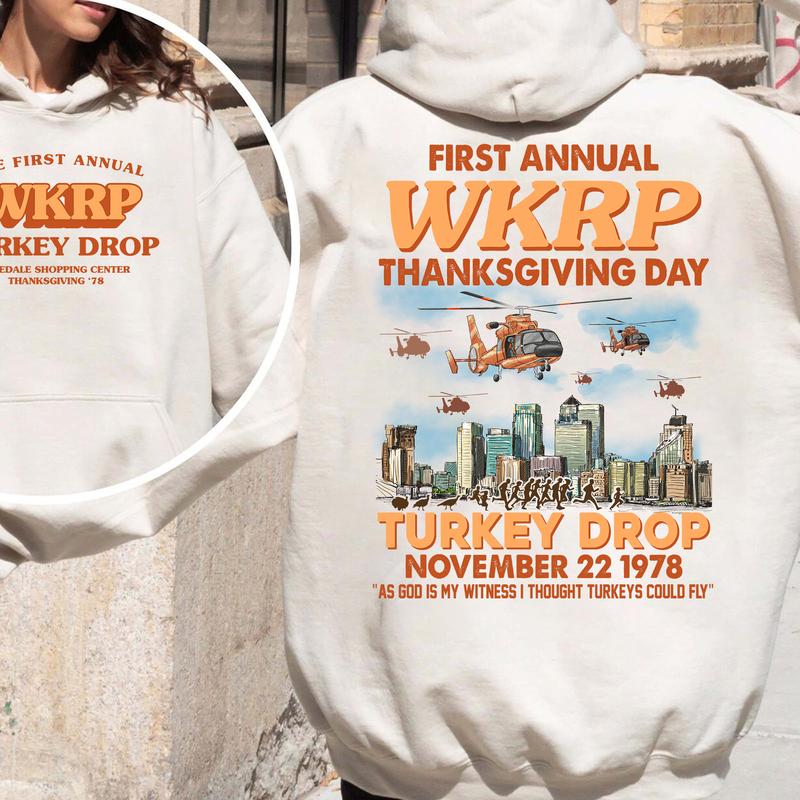 FIRST ANNUAL
WKRP
TURKEY DROP
EDALE SHOPPING CENTER
THANKSGIVING '78
FIRST ANNUAL
WKRP
THANKSGIVING DAY
TURKEY DROP
NOVEMBER 22 1978
"AS GOD IS MY WITNESS I THOUGHT TURKEYS COULD FLY"